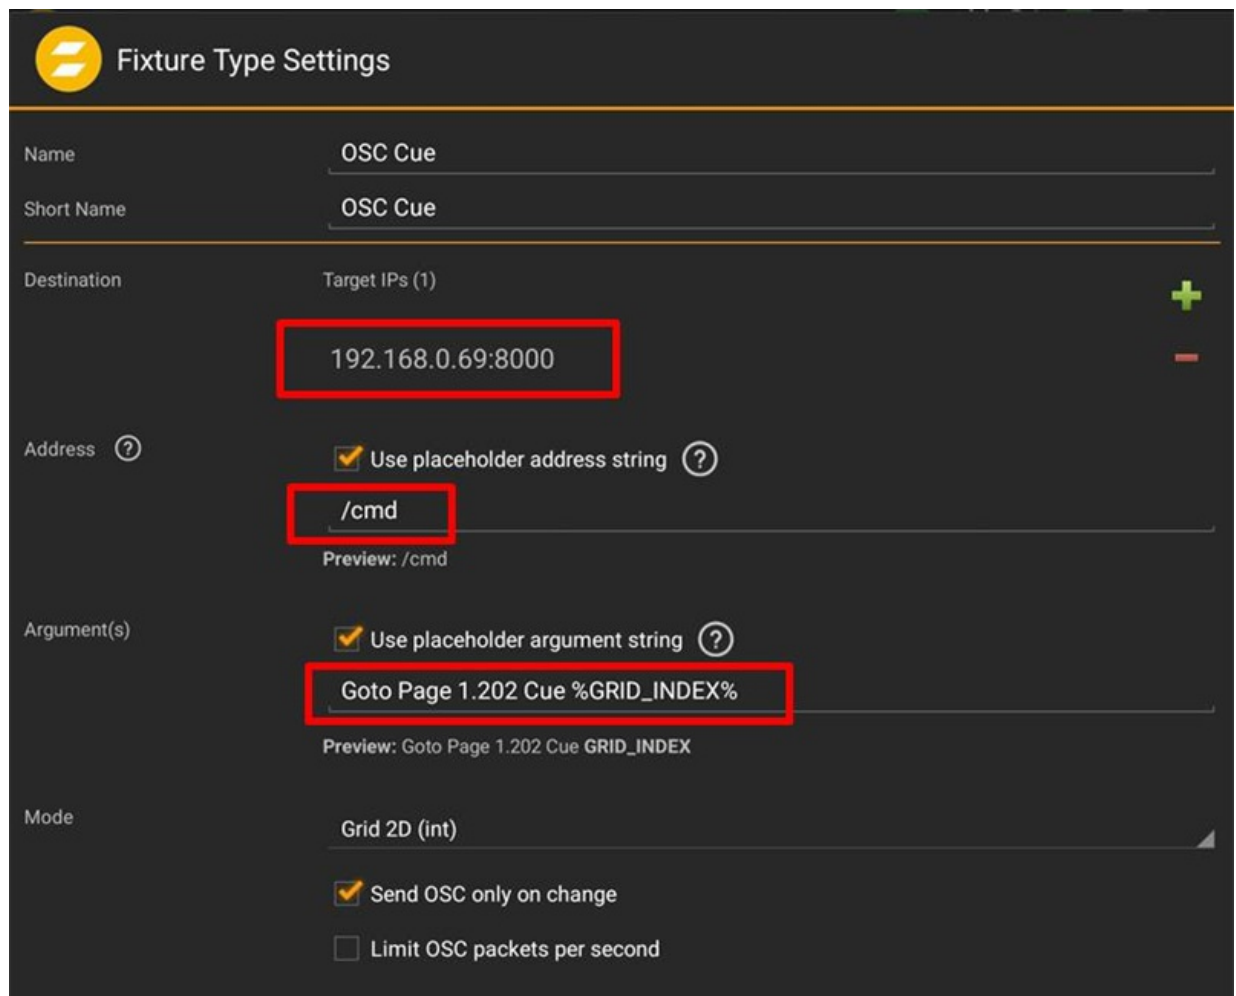 Fixture Type Settings
Name OSC Cue
Short Name OSC Cue
Destination Target IPs (1)
192.168.0.69:8000
Address ? Use placeholder address string ?
/cmd
Preview: /cmd
Argument(s) Use placeholder argument string ?
Goto Page 1.202 Cue %GRID_INDEX%
Preview: Goto Page 1.202 Cue GRID_INDEX
Mode Grid 2D (int)
Send OSC only on change
Limit OSC packets per second